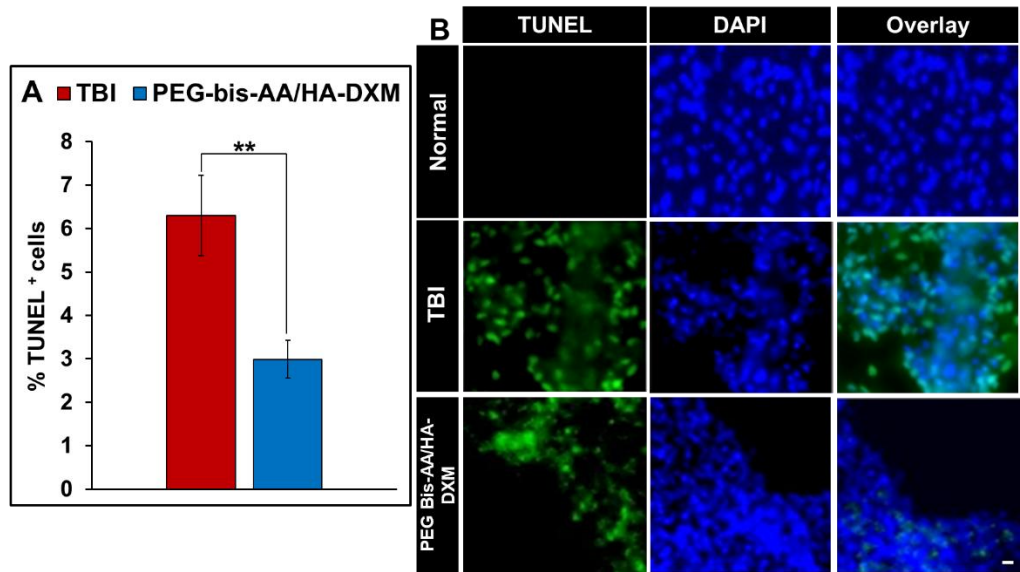 A TBI PEG-bis-AA/HA-DXM
**
8
7
6
5
4
3
2
1
0
% TUNEL + cells
B TUNEL DAPI Overlay
Normal
TBI
PEG Bis-AA/HA-
DXM